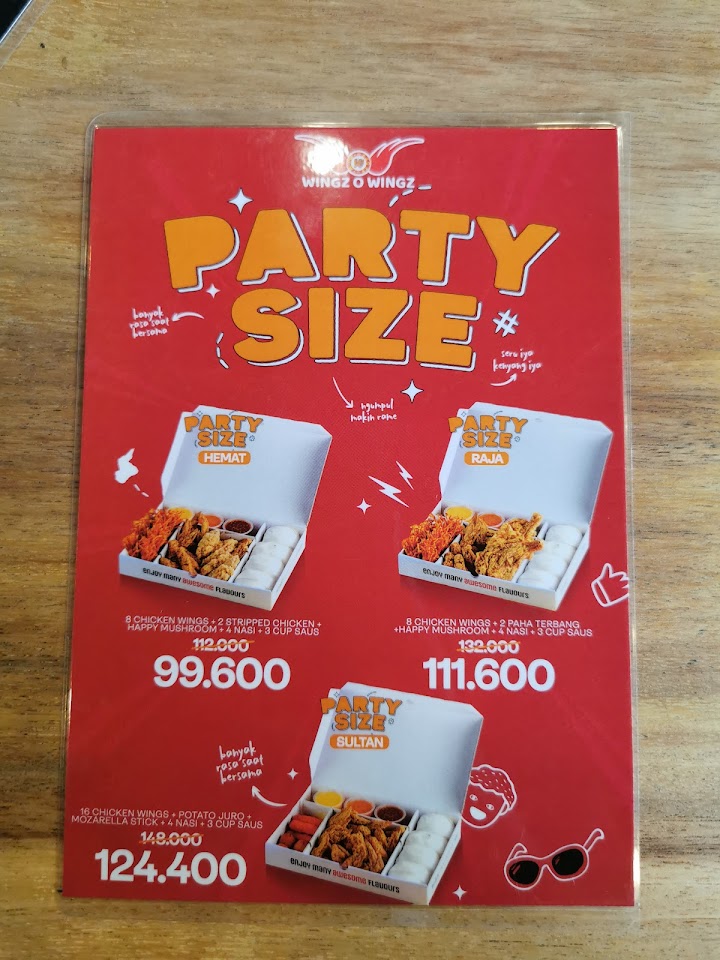 WINGZ O WINGZ
PARTY
SIZE
banyak
rasa saat
bersama
#
seru iya
kenyang iya
ngumpul
makin rame
PARTY
SIZE
HEMAT
enjoy many awesome flavours
8 CHICKEN WINGS + 2 STRIPPED CHICKEN +
HAPPY MUSHROOM + 4 NASI + 3 CUP SAUS
112.000
99.600
PARTY
SIZE
RAJA
enjoy many awesome flavours
8 CHICKEN WINGS + 2 PAHA TERBANG
+HAPPY MUSHROOM + 4 NASI + 3 CUP SAUS
132.000
111.600
PARTY
SIZE
SULTAN
banyak
rasa saat
bersama
enjoy many awesome flavours
16 CHICKEN WINGS + POTATO JURO +
MOZARELLA STICK + 4 NASI + 3 CUP SAUS
148.000
124.400